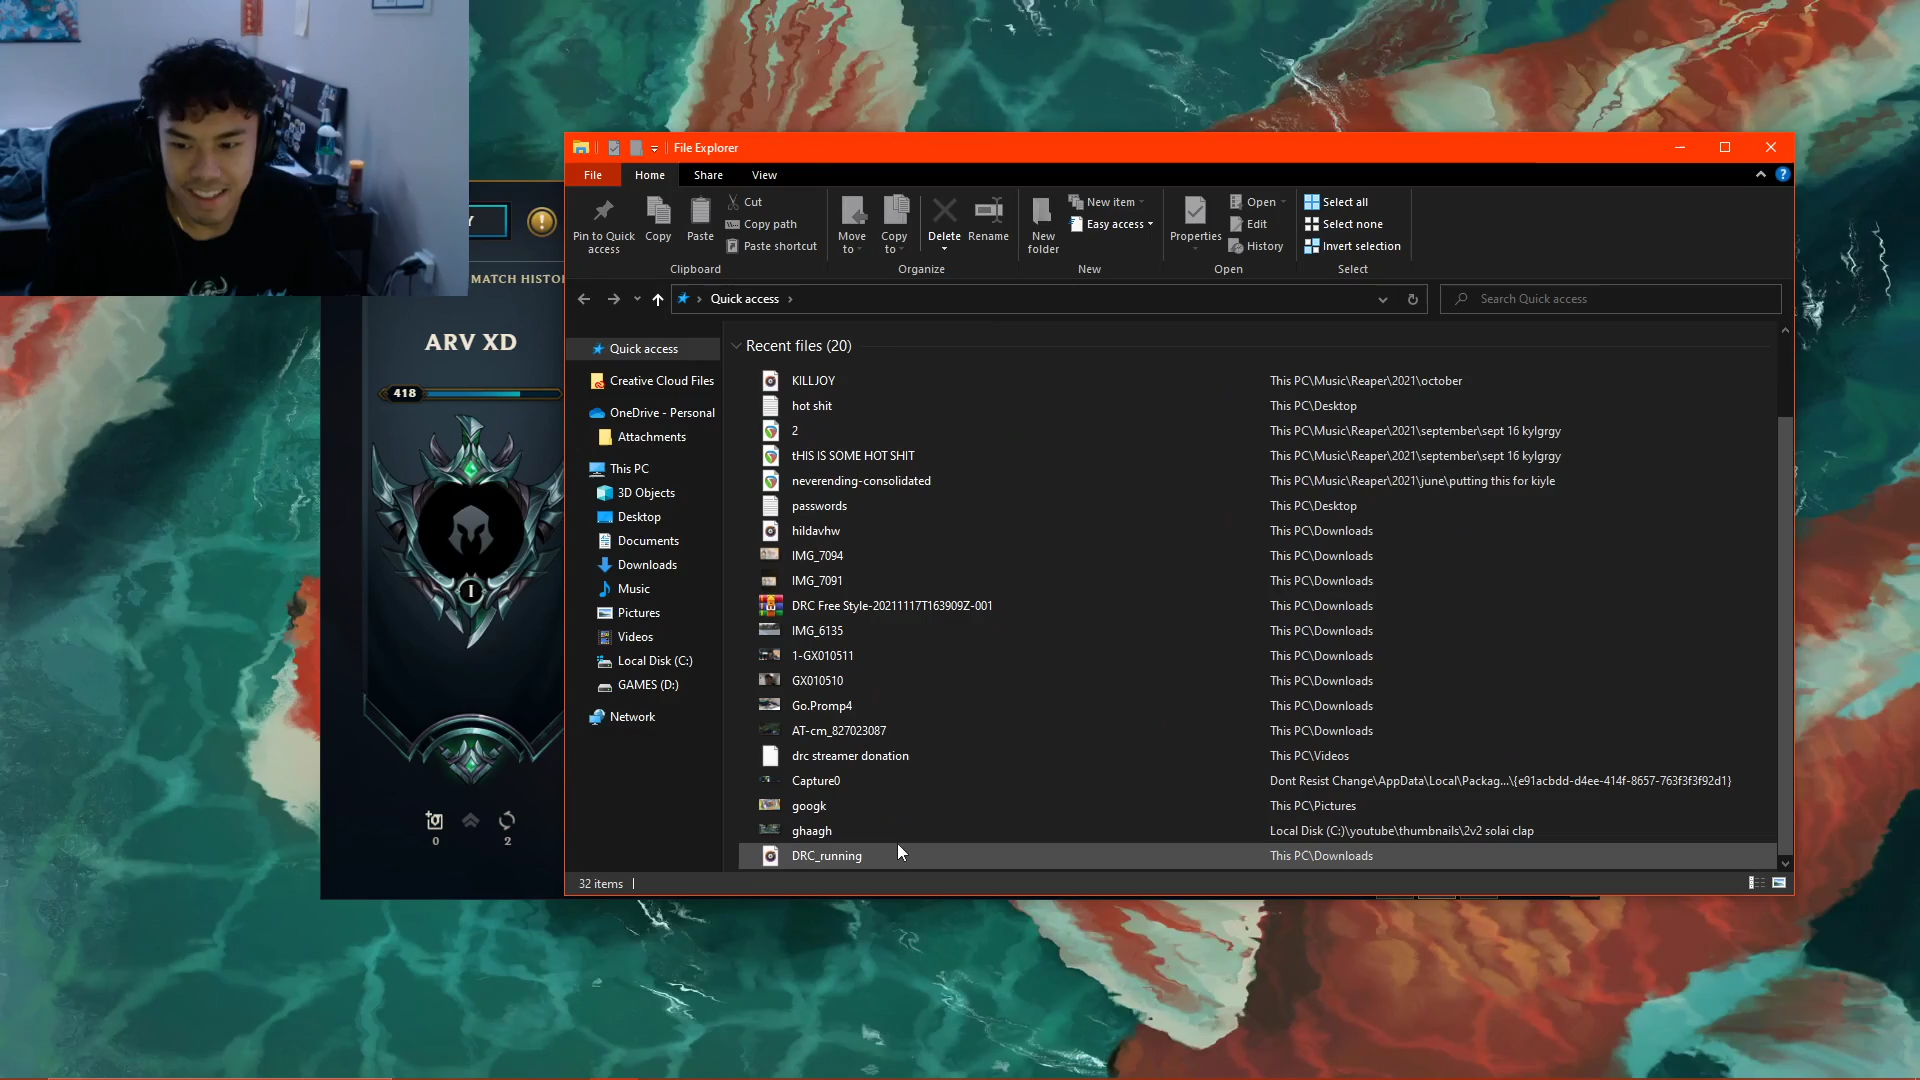 File Explorer
File Home Share View
Pin to Quick access
Copy
Paste
Cut
Copy path
Paste shortcut
Move to
Copy to
Delete
Rename
New folder
New item
Easy access
Properties
Open
Edit
History
Select all
Select none
Invert selection
Clipboard Organize New Open Select
Quick access
Search Quick access
Y
MATCH HISTO
ARV XD
418
I
0
2
Quick access
Creative Cloud Files
OneDrive - Personal
Attachments
This PC
3D Objects
Desktop
Documents
Downloads
Music
Pictures
Videos
Local Disk (C:)
GAMES (D:)
Network
Recent files (20)
KILLJOY This PC\Music\Reaper\2021\october
hot shit This PC\Desktop
2 This PC\Music\Reaper\2021\september\sept 16 kylgrgy
tHIS IS SOME HOT SHIT This PC\Music\Reaper\2021\september\sept 16 kylgrgy
neverending-consolidated This PC\Music\Reaper\2021\june\putting this for kiyle
passwords This PC\Desktop
hildavhw This PC\Downloads
IMG_7094 This PC\Downloads
IMG_7091 This PC\Downloads
DRC Free Style-20211117T163909Z-001 This PC\Downloads
IMG_6135 This PC\Downloads
1-GX010511 This PC\Downloads
GX010510 This PC\Downloads
Go.Promp4 This PC\Downloads
AT-cm_827023087 This PC\Downloads
drc streamer donation This PC\Videos
Capture0 Dont Resist Change\AppData\Local\Packag...\{e91acbdd-d4ee-414f-8657-763f3f3f92d1}
googk This PC\Pictures
ghaagh Local Disk (C:)\youtube\thumbnails\2v2 solai clap
DRC_running This PC\Downloads
32 items